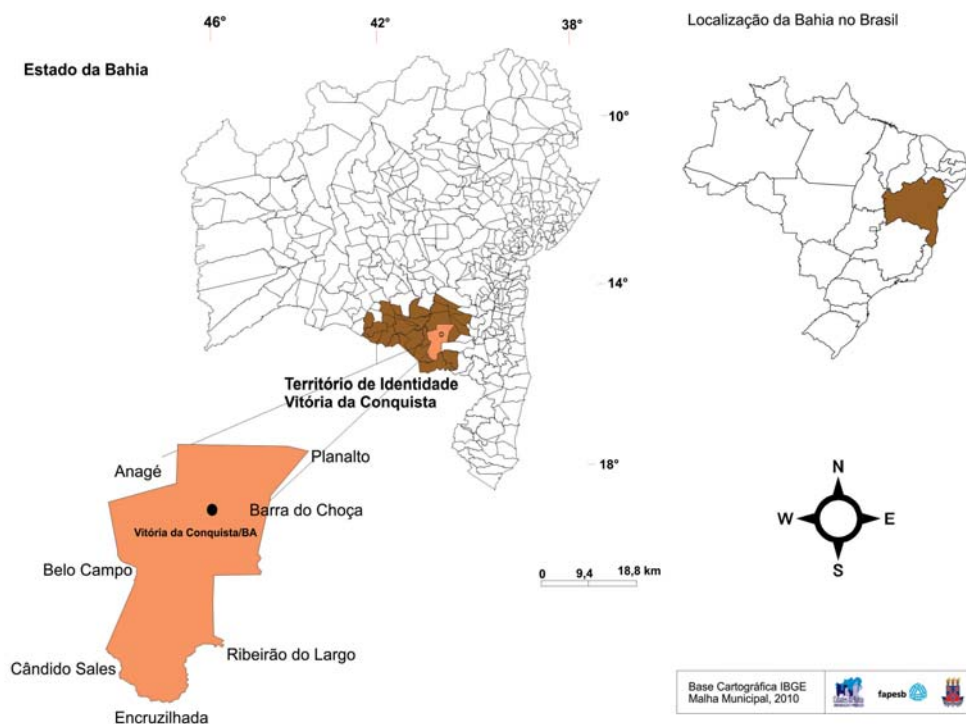 46°
42°
38°
Localização da Bahia no Brasil
Estado da Bahia
10°
14°
Território de Identidade
Vitória da Conquista
18°
Anagé
Planalto
Barra do Choça
Vitória da Conquista/BA
Belo Campo
Ribeirão do Largo
Cândido Sales
Encruzilhada
0 9,4 18,8 km
N
W E
S
Base Cartográfica IBGE
Malha Municipal, 2010
fapesb